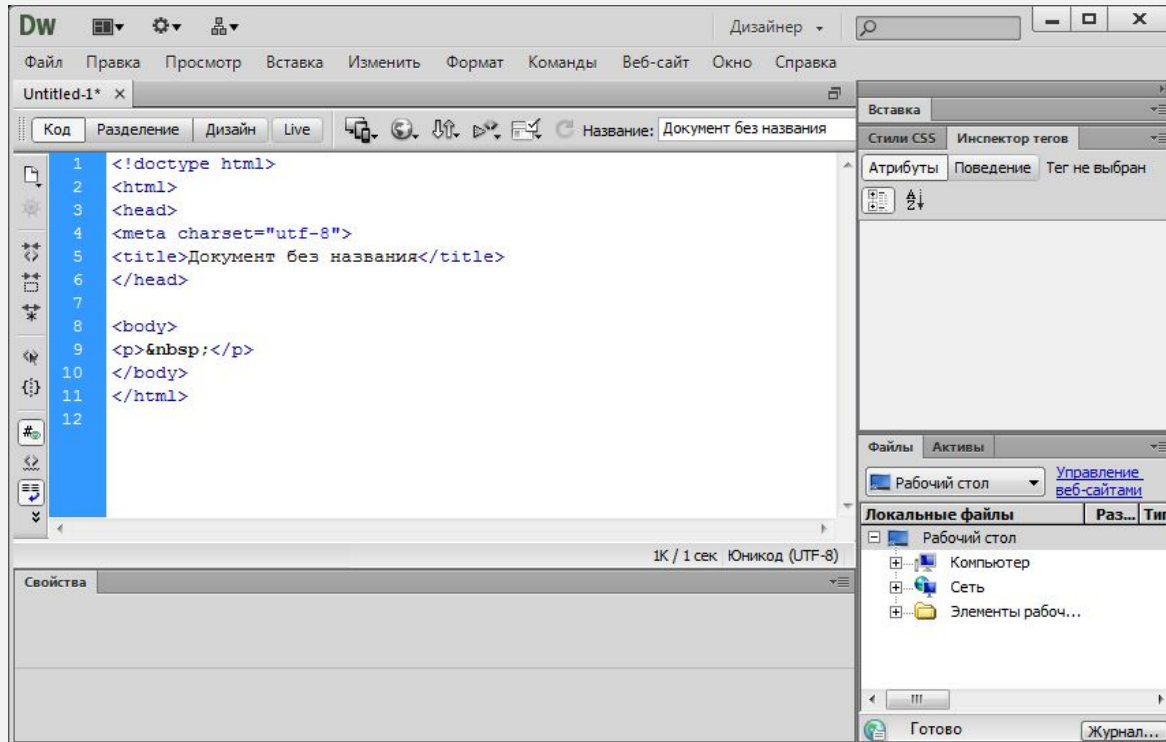 Dw
Дизайнер
Файл Правка Просмотр Вставка Изменить Формат Команды Веб-сайт Окно Справка
Untitled-1*
Код Разделение Дизайн Live Название: Документ без названия
1 <!doctype html>
2 <html>
3 <head>
4 <meta charset="utf-8">
5 <title>Документ без названия</title>
6 </head>
7
8 <body>
9 <p>&nbsp;</p>
10 </body>
11 </html>
12
1K / 1 сек Юникод (UTF-8)
Свойства
Вставка
Стили CSS Инспектор тегов
Атрибуты Поведение Тег не выбран
Файлы Активы
Рабочий стол Управление
веб-сайтами
Локальные файлы Раз... Тип
Рабочий стол
Компьютер
Сеть
Элементы рабоч...
Готово Журнал...